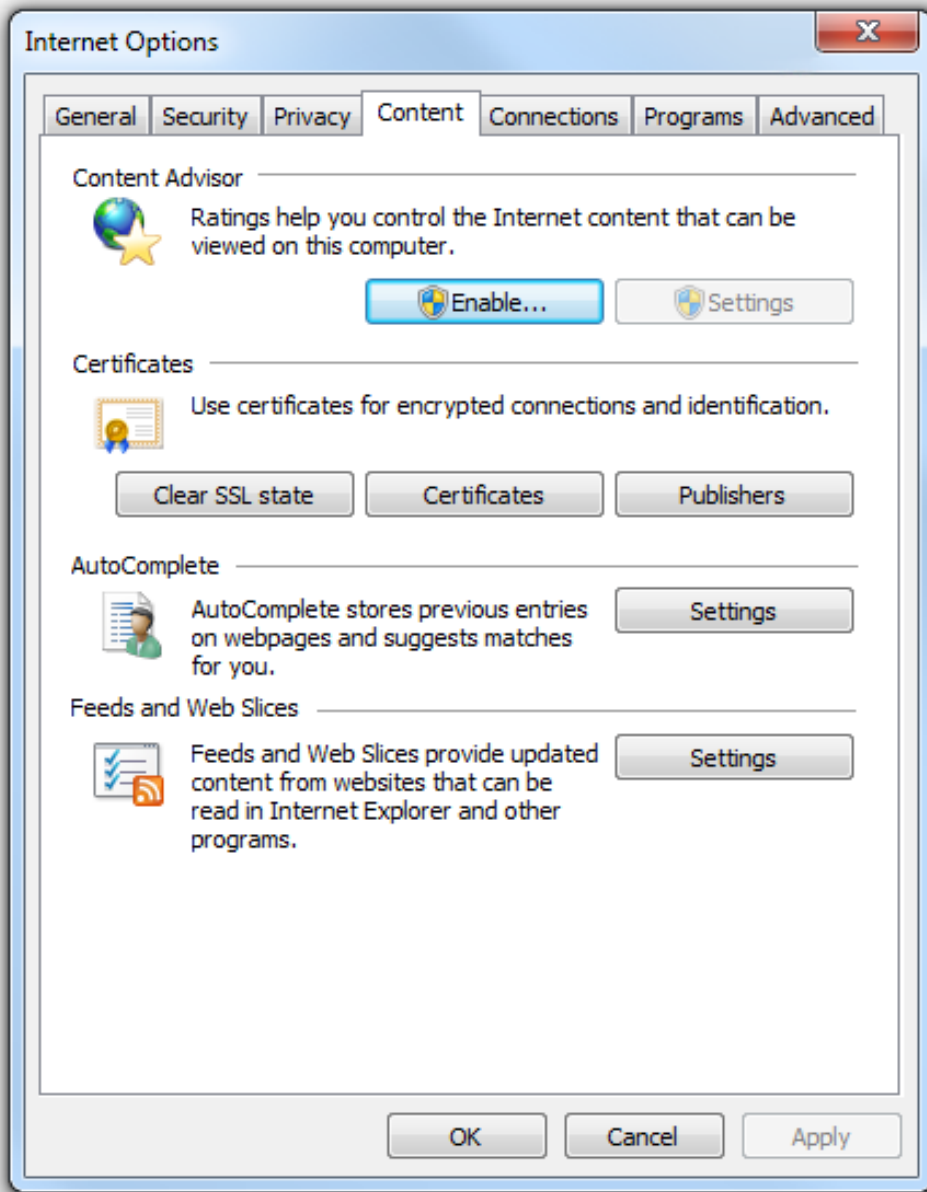 Internet Options
General Security Privacy Content Connections Programs Advanced
Content Advisor
Ratings help you control the Internet content that can be
viewed on this computer.
Enable... Settings
Certificates
Use certificates for encrypted connections and identification.
Clear SSL state Certificates Publishers
AutoComplete
AutoComplete stores previous entries
on webpages and suggests matches
for you.
Settings
Feeds and Web Slices
Feeds and Web Slices provide updated
content from websites that can be
read in Internet Explorer and other
programs.
Settings
OK Cancel Apply